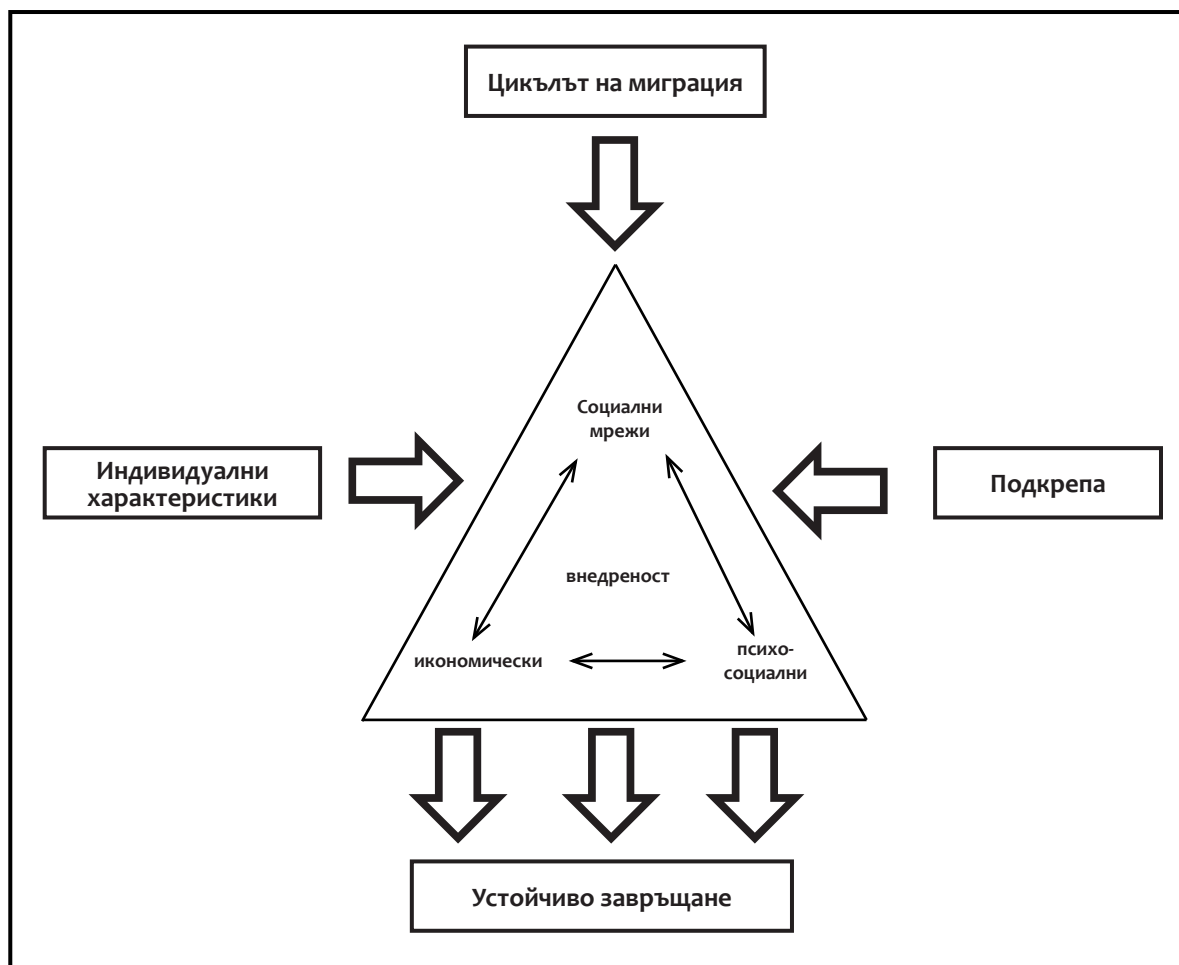 Цикълът на миграция
Социални
мрежи
Индивидуални
характеристики
Подкрепа
внедреност
икономически
психо-
социални
Устойчиво завръщане